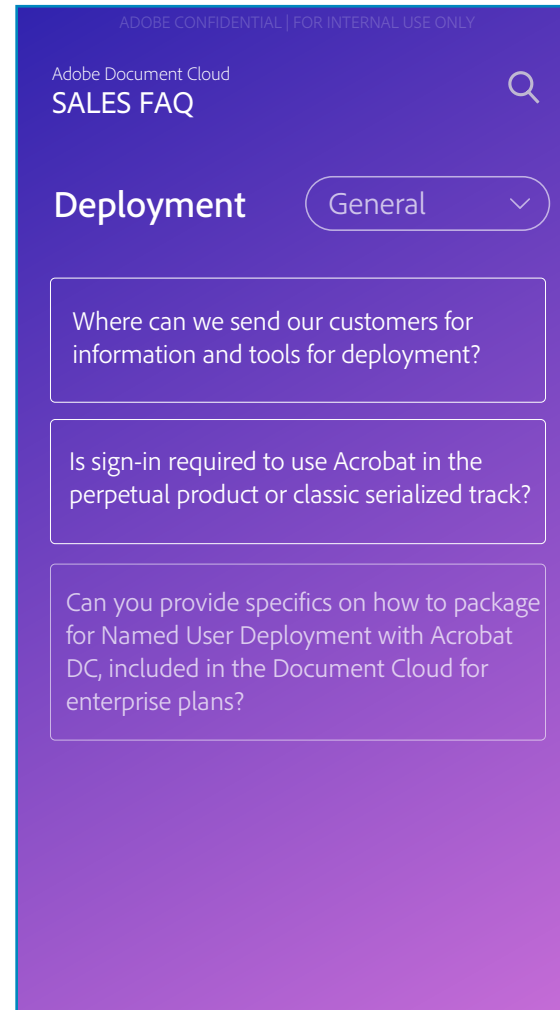 ADOBE CONFIDENTIAL | FOR INTERNAL USE ONLY
Adobe Document Cloud
SALES FAQ
Deployment
General
Where can we send our customers for
information and tools for deployment?
Is sign-in required to use Acrobat in the
perpetual product or classic serialized track?
Can you provide specifics on how to package
for Named User Deployment with Acrobat
DC, included in the Document Cloud for
enterprise plans?